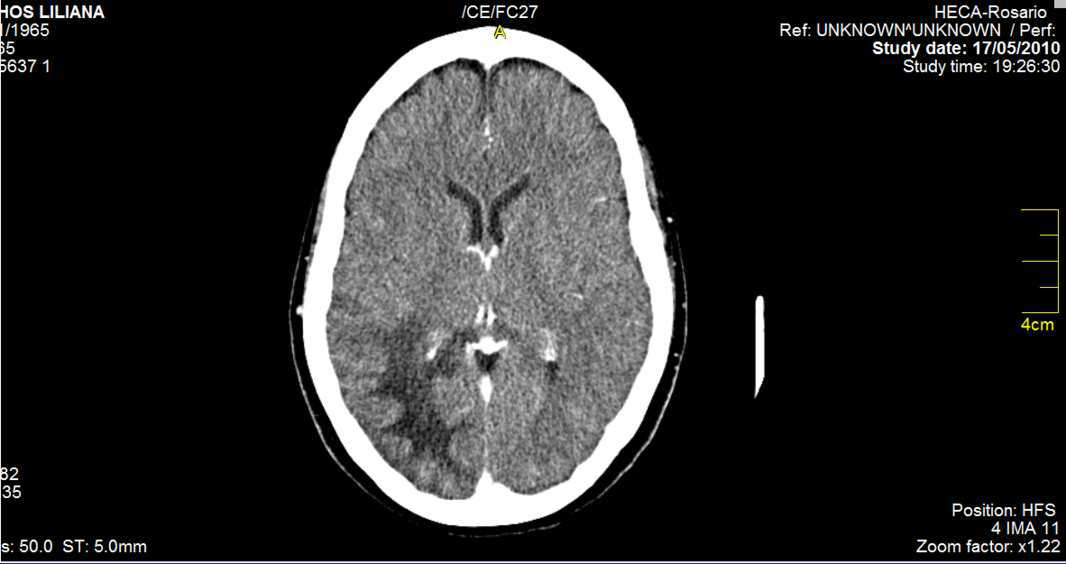 HOS LILIANA
/CE/FC27
HECA-Rosario
/1965
Ref: UNKNOWN^UNKNOWN / Perf:
35
Study date: 17/05/2010
5637 1
Study time: 19:26:30
A
4cm
82
35
Position: HFS
4 IMA 11
s: 50.0 ST: 5.0mm
Zoom factor: x1.22